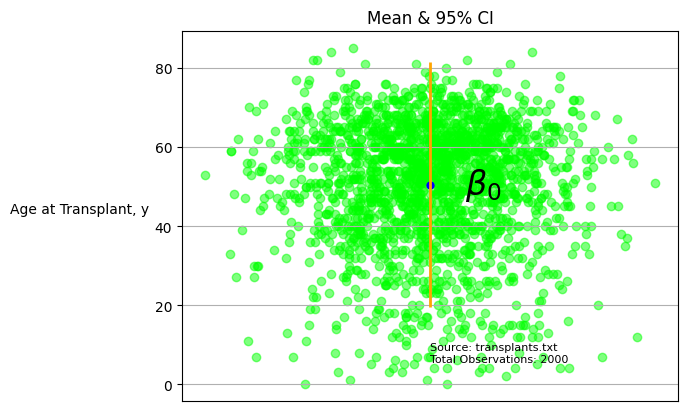 Mean & 95% CI
80
60
Age at Transplant, y
40
20
0
β₀
Source: transplants.txt
Total Observations: 2000